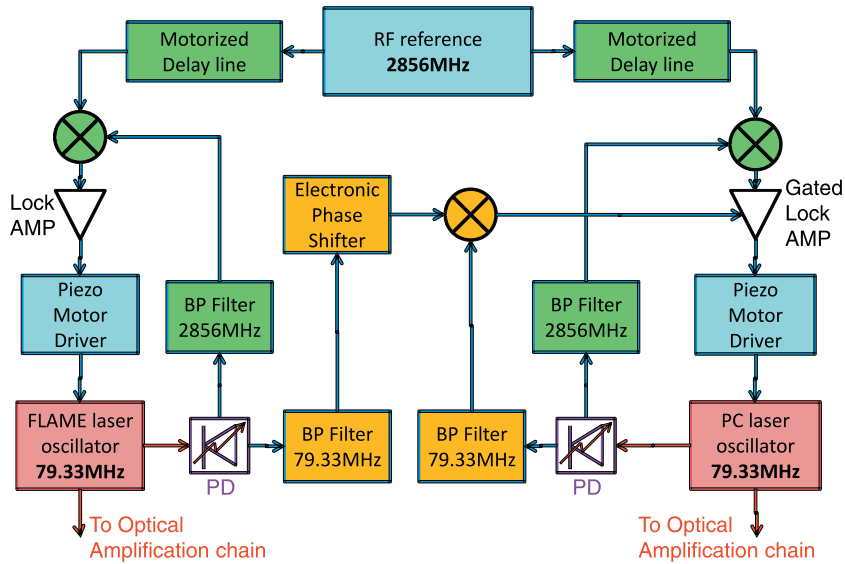 Motorized
Delay line
RF reference
2856MHz
Motorized
Delay line
Lock
AMP
Electronic
Phase
Shifter
Gated
Lock
AMP
Piezo
Motor
Driver
BP Filter
2856MHz
BP Filter
2856MHz
Piezo
Motor
Driver
FLAME laser
oscillator
79.33MHz
PD
BP Filter
79.33MHz
BP Filter
79.33MHz
PD
PC laser
oscillator
79.33MHz
To Optical
Amplification chain
To Optical
Amplification chain